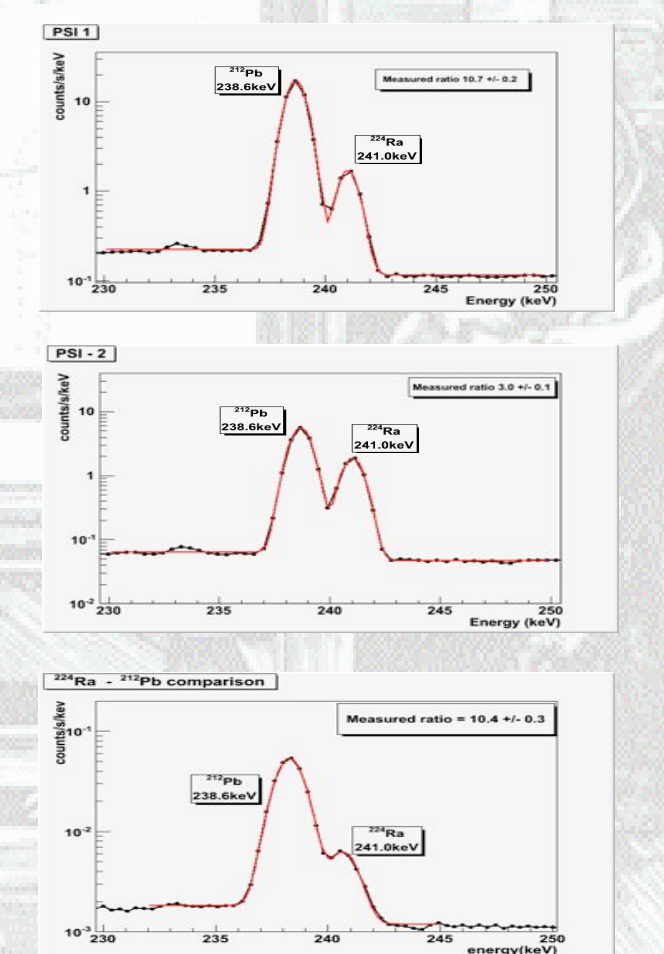 PSI 1
counts/s/keV
²¹²Pb
238.6keV
Measured ratio 10.7 +/- 0.2
²²⁴Ra
241.0keV
10
1
10⁻¹
230 235 240 245 250
Energy (keV)
PSI - 2
counts/s/keV
Measured ratio 3.0 +/- 0.1
²¹²Pb
238.6keV
²²⁴Ra
241.0keV
10
1
10⁻¹
10⁻²
230 235 240 245 250
Energy (keV)
²²⁴Ra - ²¹²Pb comparison
counts/s/kev
Measured ratio = 10.4 +/- 0.3
²¹²Pb
238.6keV
²²⁴Ra
241.0keV
10⁻¹
10⁻²
10⁻³
230 235 240 245 250
energy(keV)